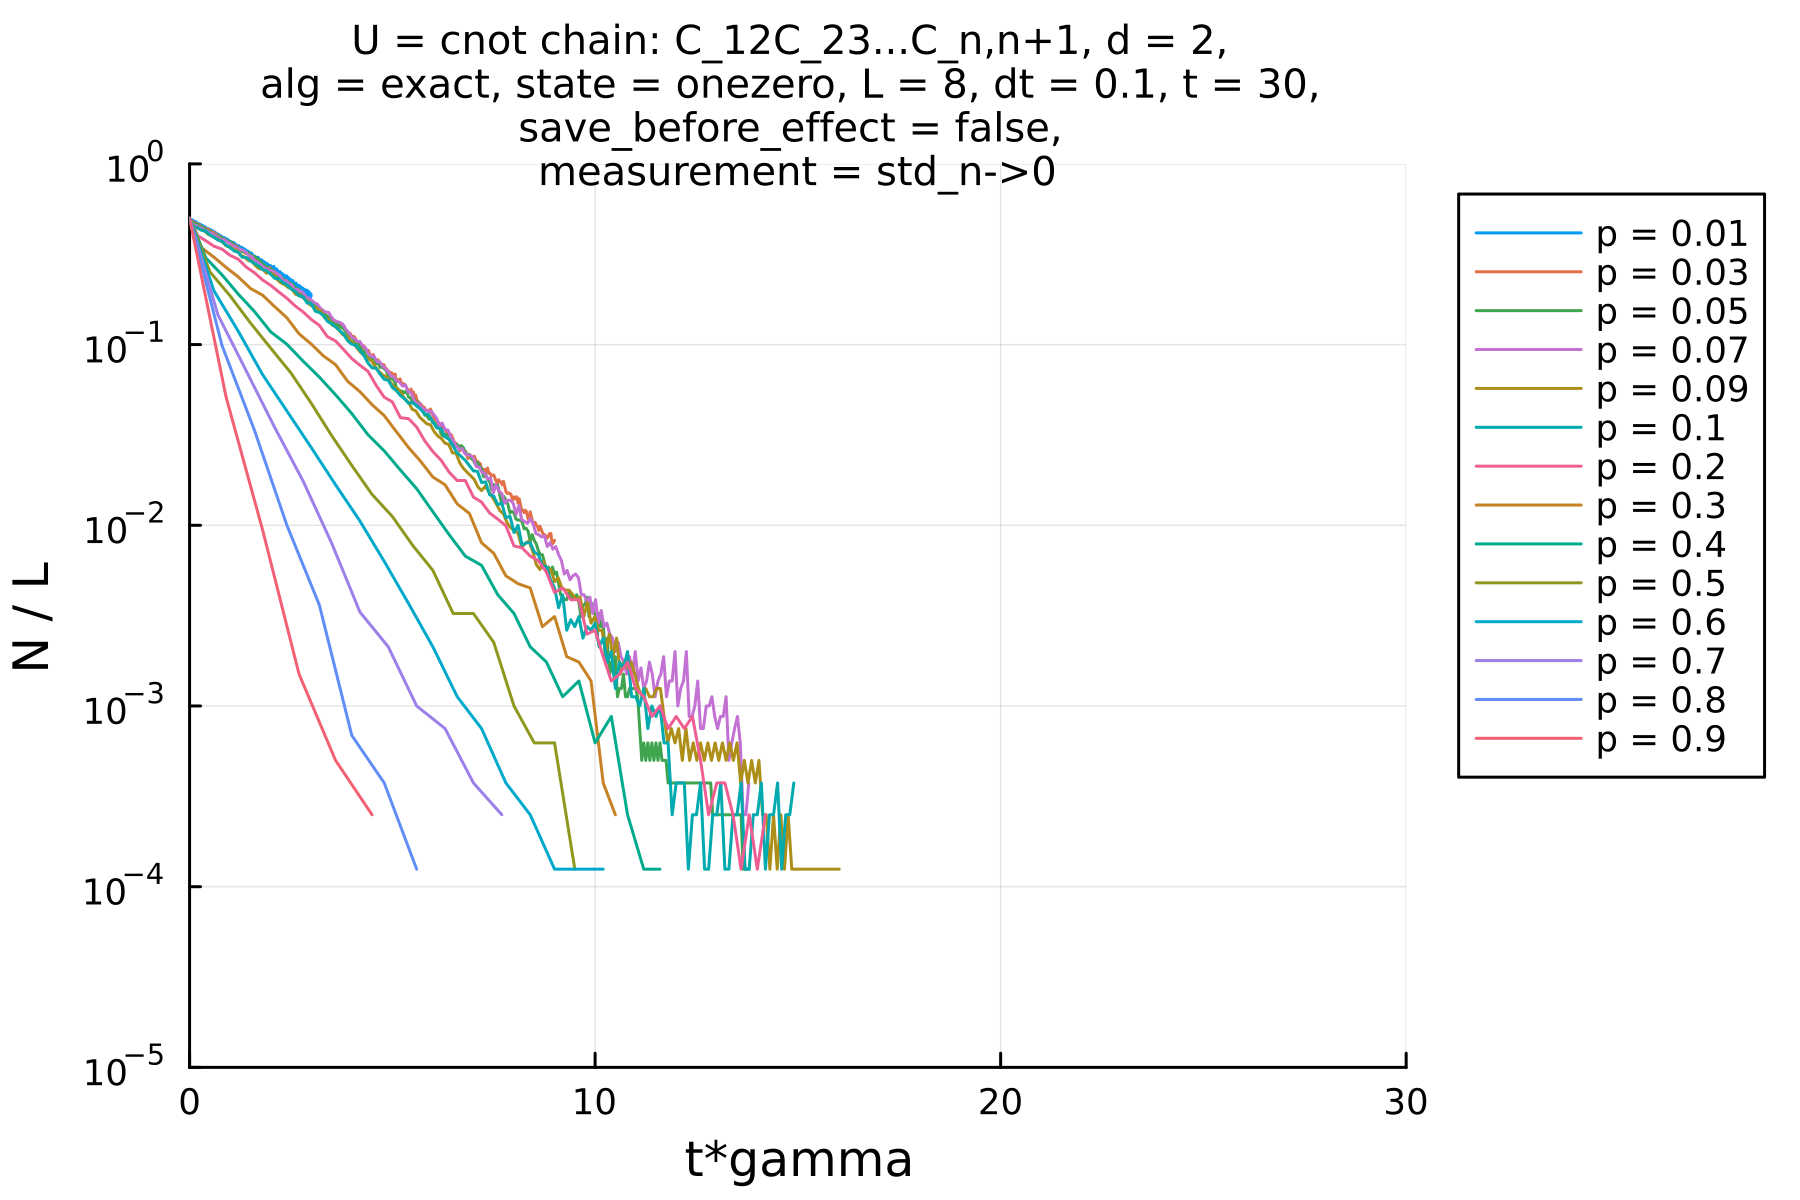 U = cnot chain: C_12C_23...C_n,n+1, d = 2,
alg = exact, state = onezero, L = 8, dt = 0.1, t = 30,
save_before_effect = false,
measurement = std_n->0
10⁰
10⁻¹
10⁻²
10⁻³
10⁻⁴
10⁻⁵
N / L
0
10
20
30
t*gamma
p = 0.01
p = 0.03
p = 0.05
p = 0.07
p = 0.09
p = 0.1
p = 0.2
p = 0.3
p = 0.4
p = 0.5
p = 0.6
p = 0.7
p = 0.8
p = 0.9